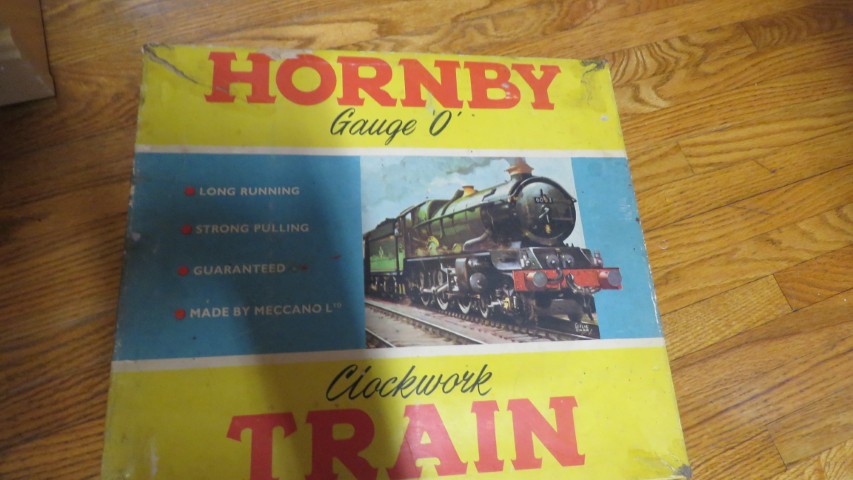 HORNBY
Gauge 'O'
LONG RUNNING
STRONG PULLING
GUARANTEED
MADE BY MECCANO LTD
Clockwork
TRAIN